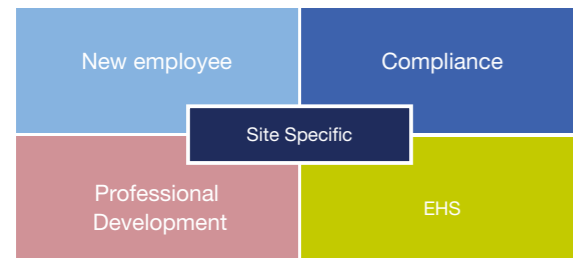 New employee
Compliance
Site Specific
Professional
Development
EHS